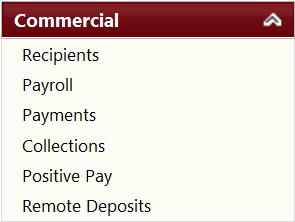 Commercial
Recipients
Payroll
Payments
Collections
Positive Pay
Remote Deposits